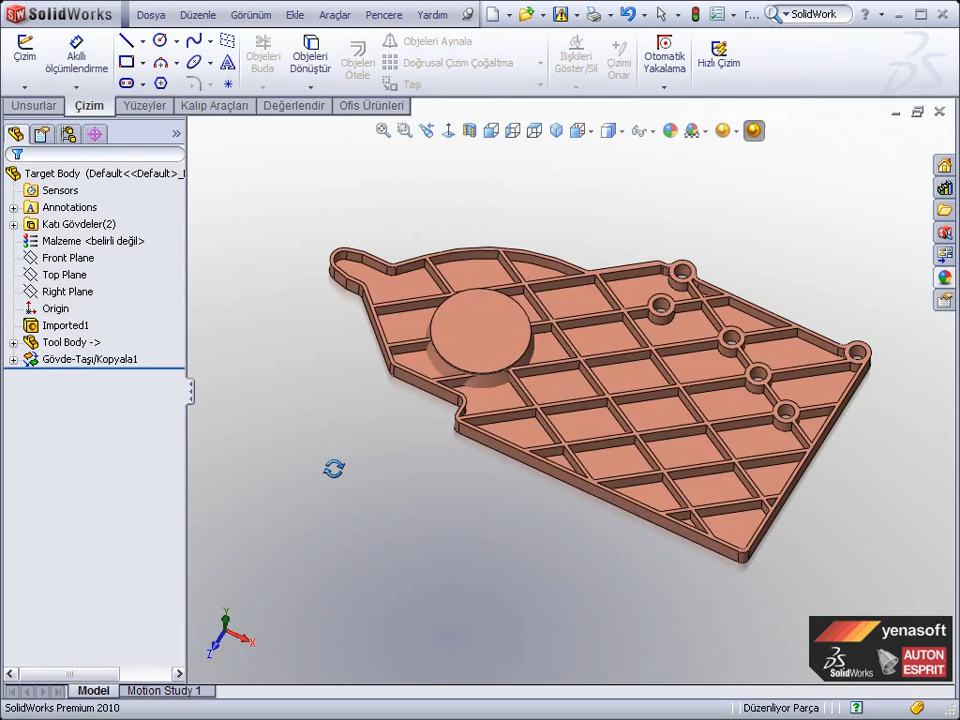 SolidWorks
Dosya
Düzenle
Görünüm
Ekle
Araçlar
Pencere
Yardım
r...
SolidWork
Çizim
Akıllı ölçümlendirme
Objeleri Buda
Objeleri Dönüştür
Objeleri Ötele
Objeleri Aynala
Doğrusal Çizim Çoğaltma
Taşı
İlişkileri Göster/Sil
Çizimi Onar
Otomatik Yakalama
Hızlı Çizim
Unsurlar
Çizim
Yüzeyler
Kalıp Araçları
Değerlendir
Ofis Ürünleri
Target Body (Default<<Default>_
Sensors
Annotations
Katı Gövdeler(2)
Malzeme <belirli değil>
Front Plane
Top Plane
Right Plane
Origin
Imported1
Tool Body ->
Gövde-Taşı/Kopyala1
Y
X
Z
yenasoft
SolidWorks
AUTON
ESPRIT
Model
Motion Study 1
SolidWorks Premium 2010
Düzenliyor Parça